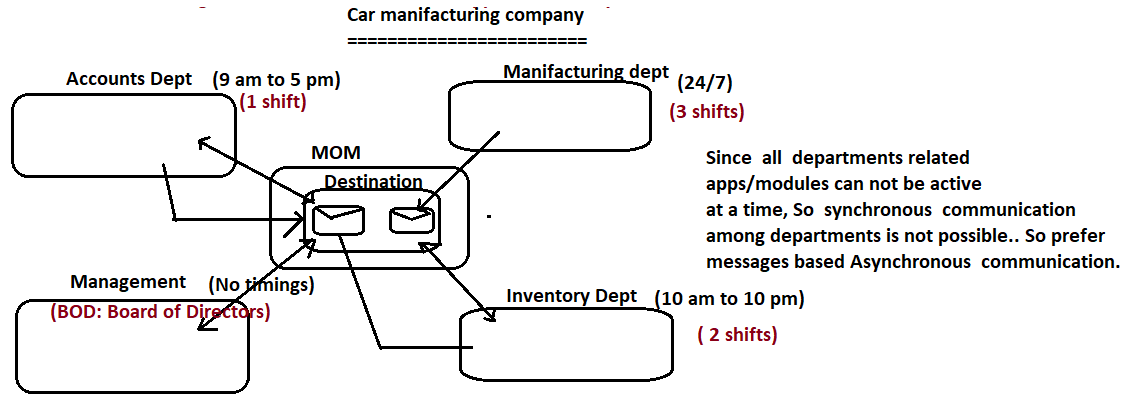 Car manifacturing company
========================
Accounts Dept (9 am to 5 pm)
(1 shift)
Manifacturing dept (24/7)
(3 shifts)
MOM
Destination
Since all departments related
apps/modules can not be active
at a time, So synchronous communication
among departments is not possible.. So prefer
messages based Asynchronous communication.
Management (No timings)
(BOD: Board of Directors)
Inventory Dept (10 am to 10 pm)
( 2 shifts)